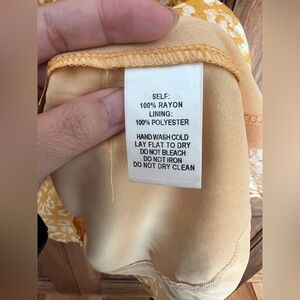 SELF:
100% RAYON
LINING:
100% POLYESTER
HAND WASH COLD
LAY FLAT TO DRY
DO NOT BLEACH
DO NOT IRON
DO NOT DRY CLEAN